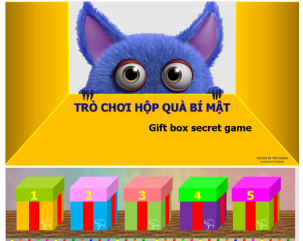 TRÒ CHƠI HỘP QUÀ BÍ MẬT
Gift box secret game
1 2 3 4 5